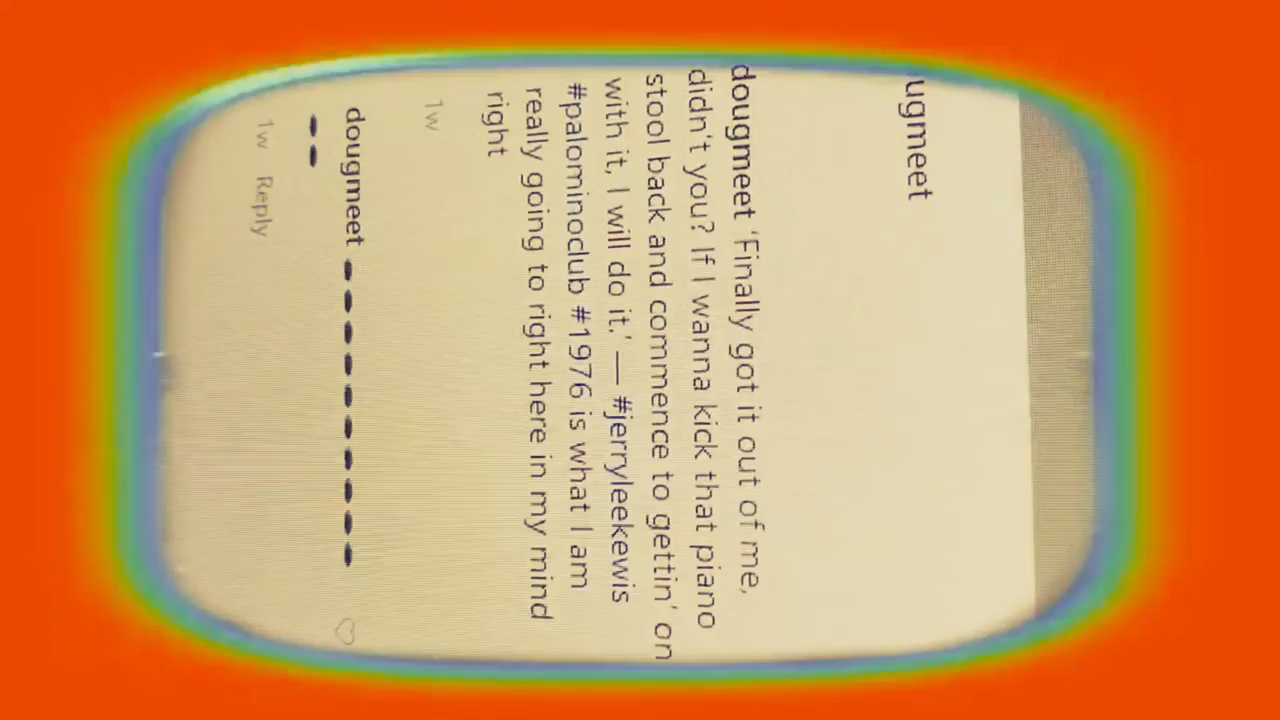 ugmeet
dougmeet 'Finally got it out of me,
didn't you? If I wanna kick that piano
stool back and commence to gettin' on
with it, I will do it.' — #jerryleekewis
#palominoclub #1976 is what I am
really going to right here in my mind
right
1w
dougmeet
1w Reply